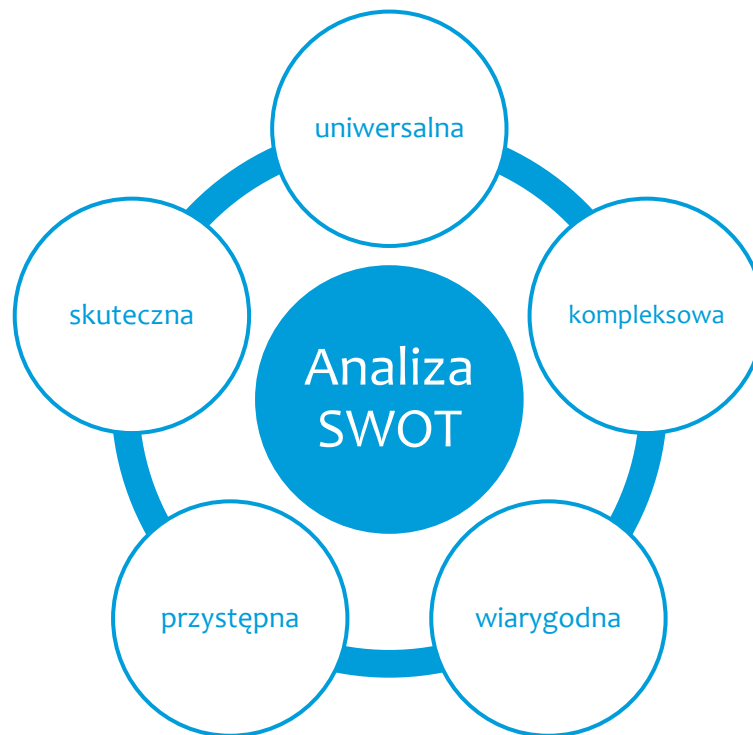 uniwersalna
skuteczna
kompleksowa
Analiza
SWOT
przystępna
wiarygodna